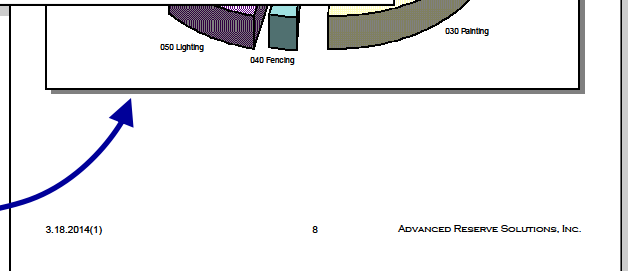 030 Painting
050 Lighting
040 Fencing
3.18.2014(1) 8 Advanced Reserve Solutions, Inc.